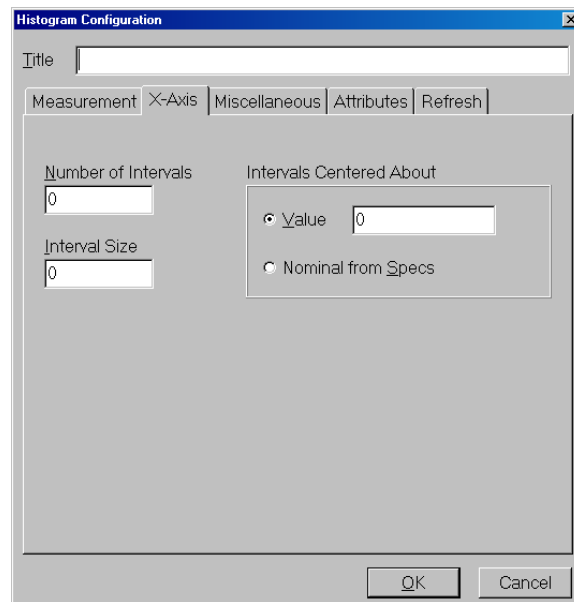 Histogram Configuration
Title
Measurement X-Axis Miscellaneous Attributes Refresh
Number of Intervals
0
Interval Size
0
Intervals Centered About
Value 0
Nominal from Specs
OK Cancel